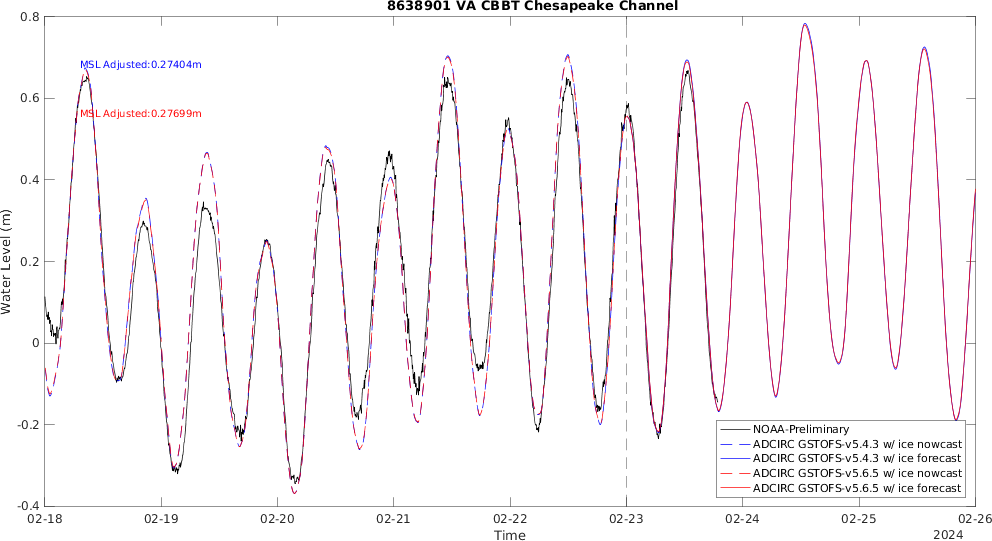 8638901 VA CBBT Chesapeake Channel
0.8
MSL Adjusted:0.27404m
0.6
MSL Adjusted:0.27699m
0.4
Water Level (m)
0.2
0
-0.2
NOAA-Preliminary
ADCIRC GSTOFS-v5.4.3 w/ ice nowcast
ADCIRC GSTOFS-v5.4.3 w/ ice forecast
ADCIRC GSTOFS-v5.6.5 w/ ice nowcast
ADCIRC GSTOFS-v5.6.5 w/ ice forecast
-0.4
02-18 02-19 02-20 02-21 02-22 02-23 02-24 02-25 02-26
Time
2024